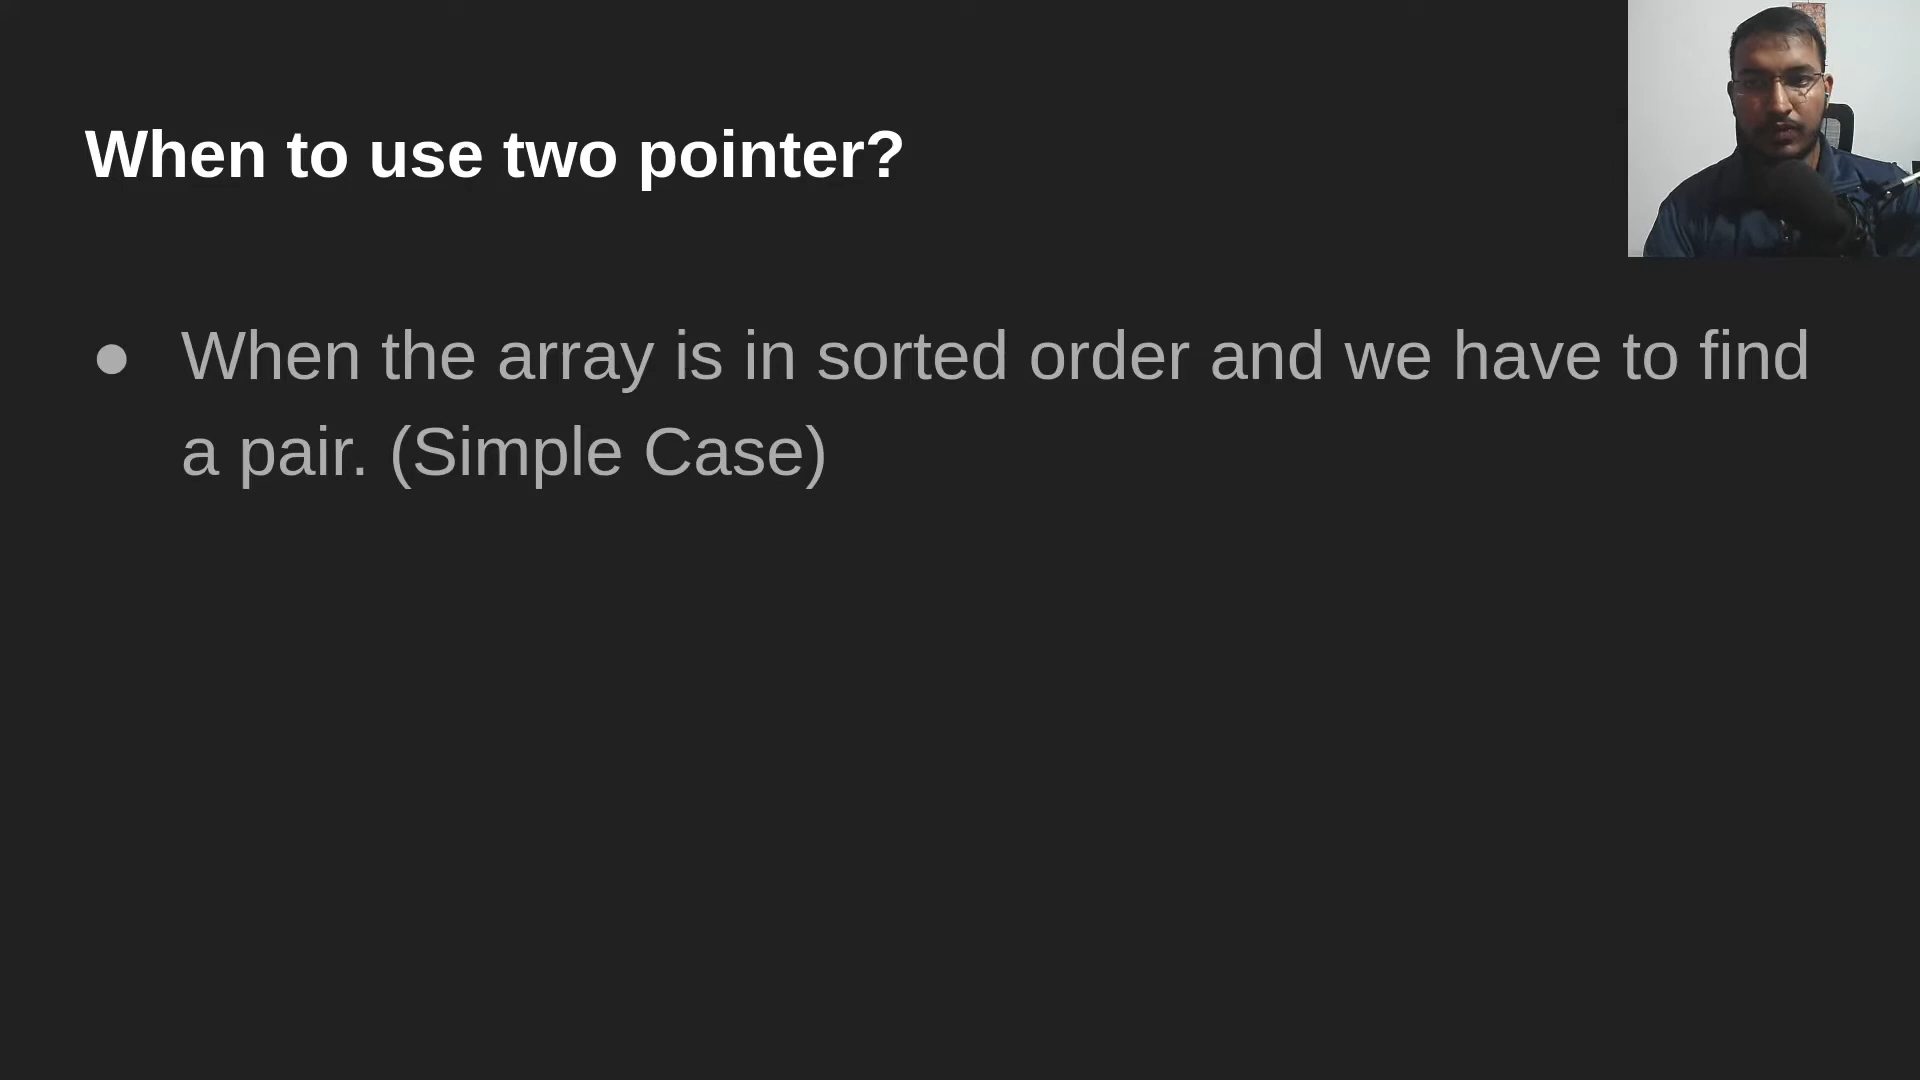 When to use two pointer?
● When the array is in sorted order and we have to find
a pair. (Simple Case)